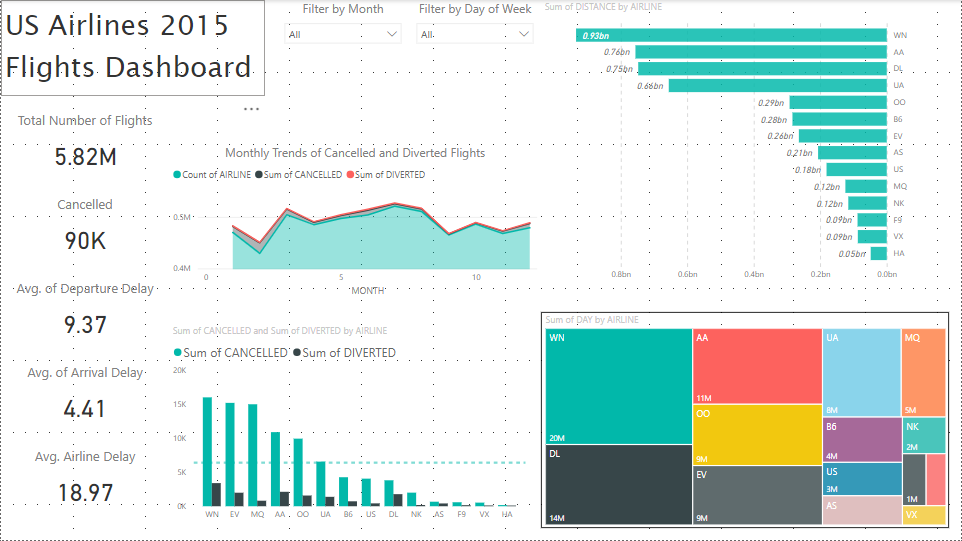 US Airlines 2015
Flights Dashboard
Filter by Month
All
Filter by Day of Week
All
Total Number of Flights
5.82M
Cancelled
90K
Avg. of Departure Delay
9.37
Avg. of Arrival Delay
4.41
Avg. Airline Delay
18.97
Monthly Trends of Cancelled and Diverted Flights
Count of AIRLINE Sum of CANCELLED Sum of DIVERTED
0.5M
0.4M
0 5 10
MONTH
Sum of CANCELLED and Sum of DIVERTED by AIRLINE
Sum of CANCELLED Sum of DIVERTED
20K
15K
10K
5K
0K
WN EV MQ AA OO UA B6 US DL NK AS F9 VX HA
Sum of DISTANCE by AIRLINE
0.93bn WN
0.76bn AA
0.75bn DL
0.66bn UA
0.29bn OO
0.28bn B6
0.26bn EV
0.21bn AS
0.18bn US
0.12bn MQ
0.12bn NK
0.09bn F9
0.09bn VX
0.05bn HA
0.8bn 0.6bn 0.4bn 0.2bn 0.0bn
Sum of DAY by AIRLINE
WN
20M
DL
14M
AA
11M
OO
9M
EV
9M
UA
8M
B6
4M
US
3M
AS
MQ
5M
NK
2M
1M
VX